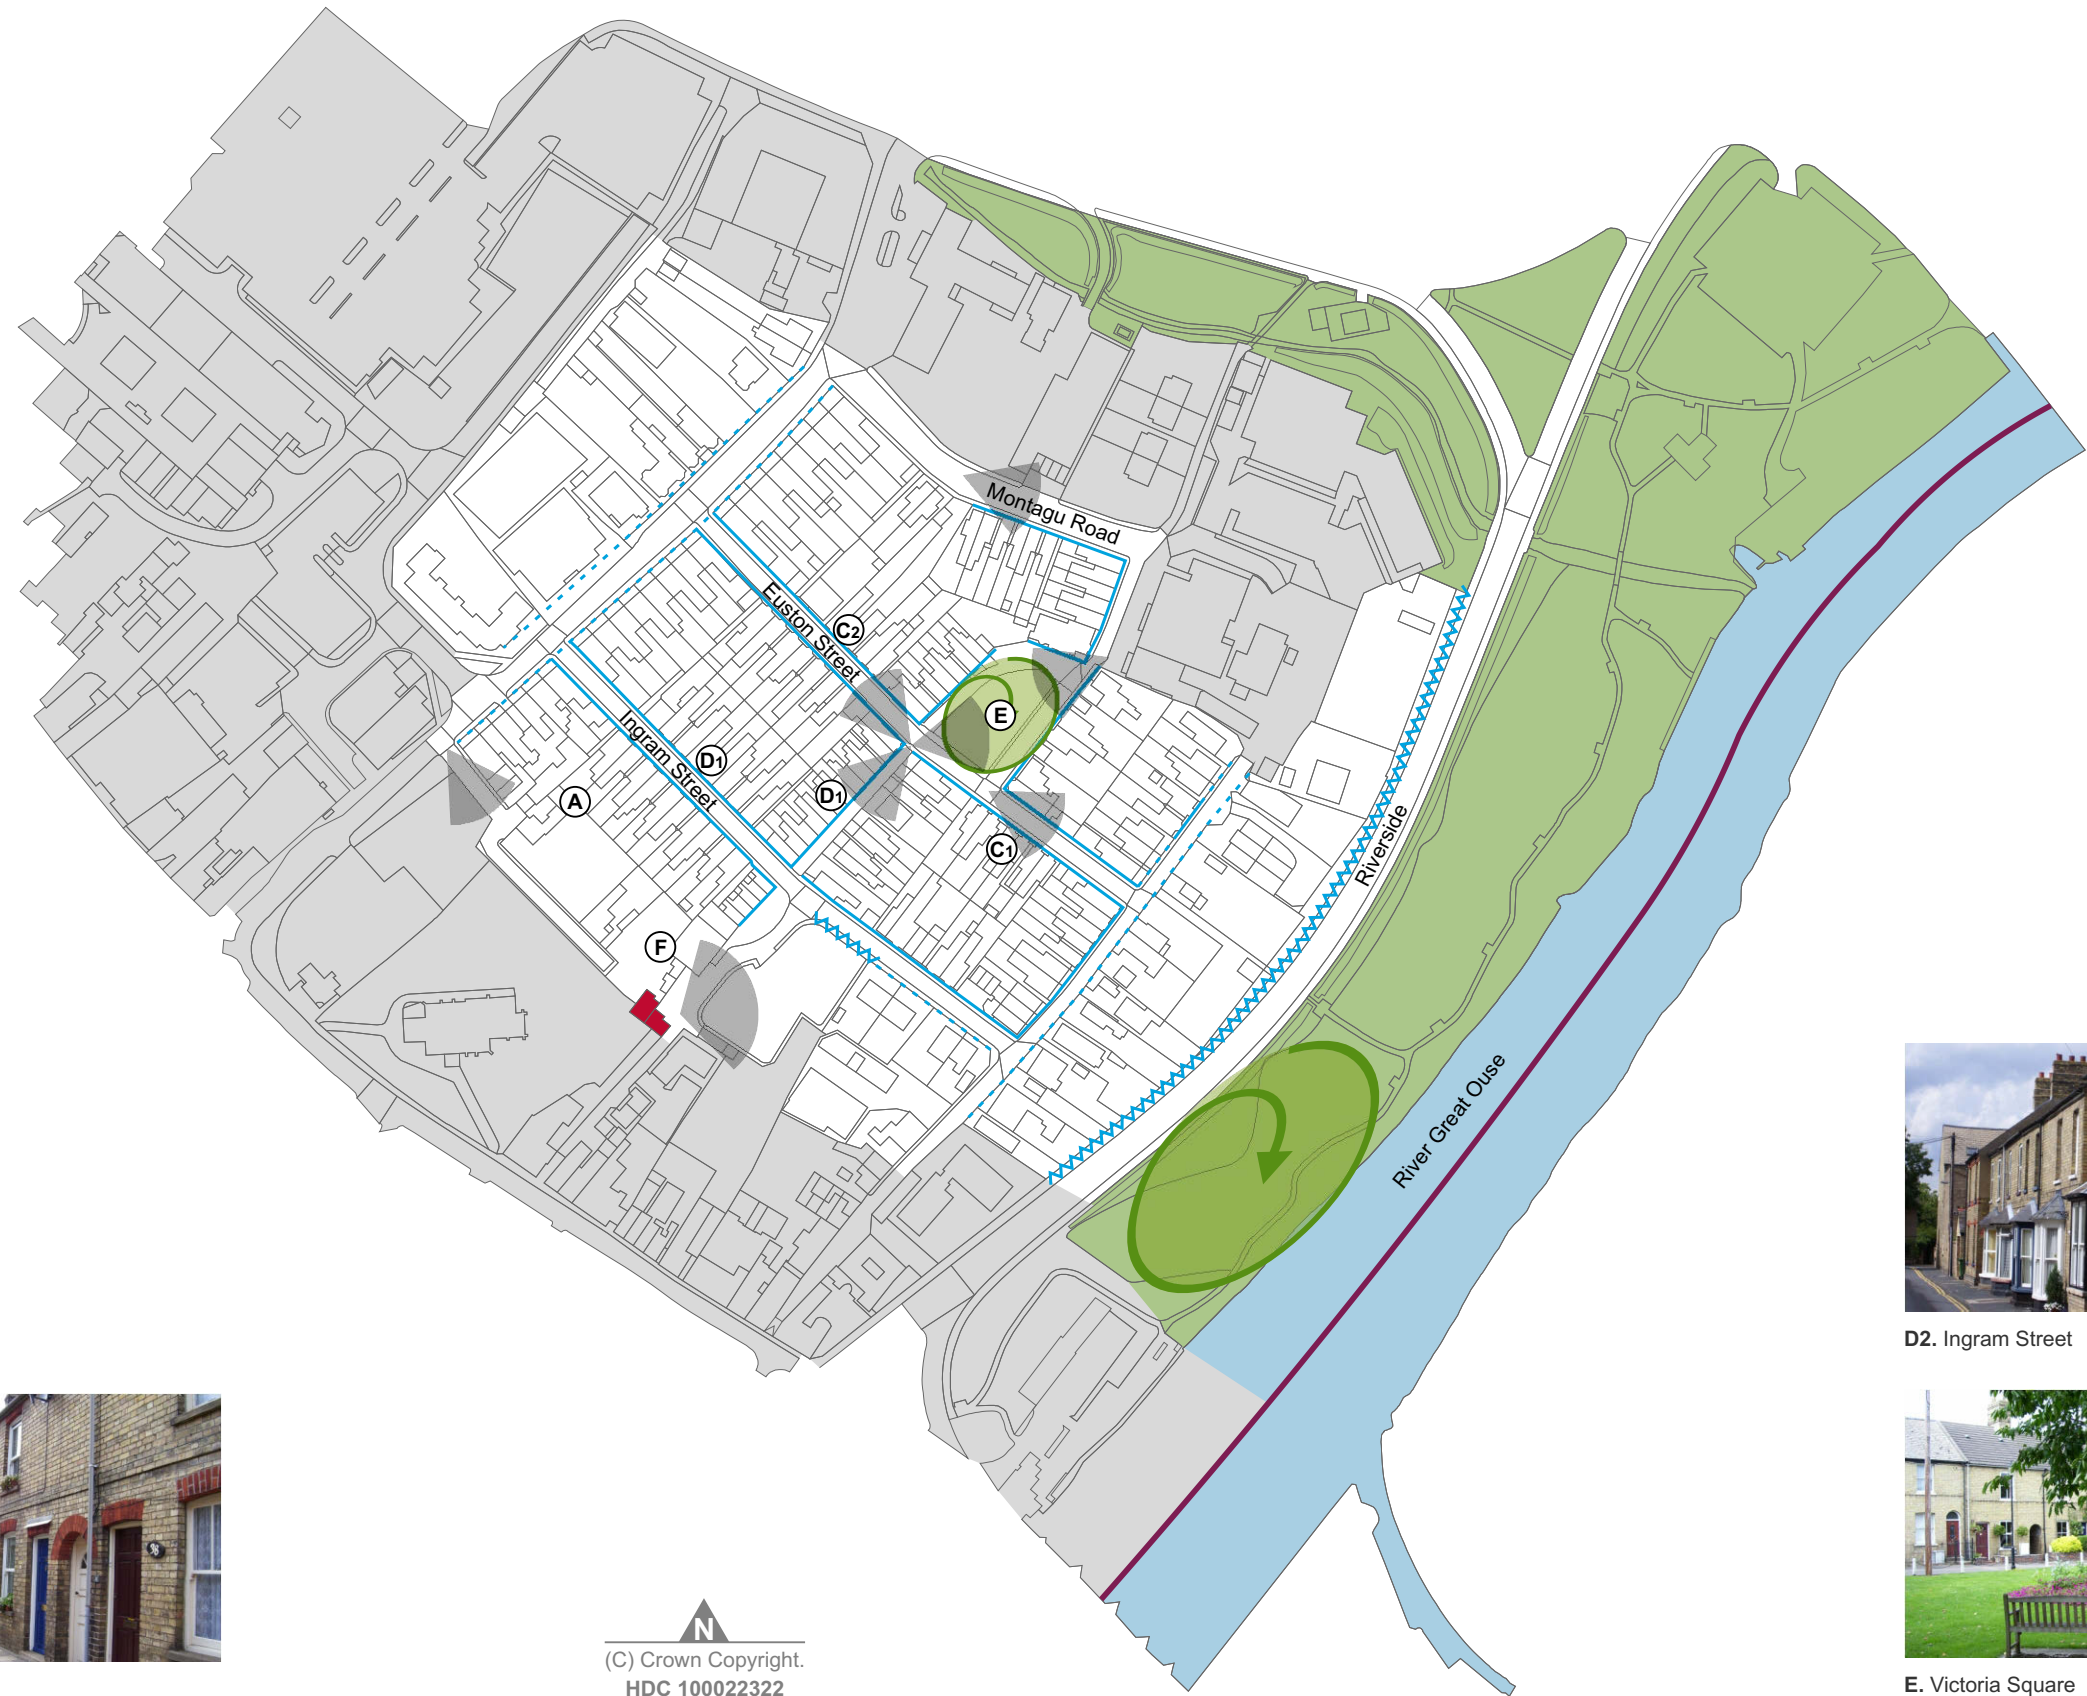 Montagu Road
Euston Street
C2
E
Ingram Street
D1
D1
A
C1
Riverside
F
River Great Ouse
D2. Ingram Street
98
N
(C) Crown Copyright.
HDC 100022322
E. Victoria Square